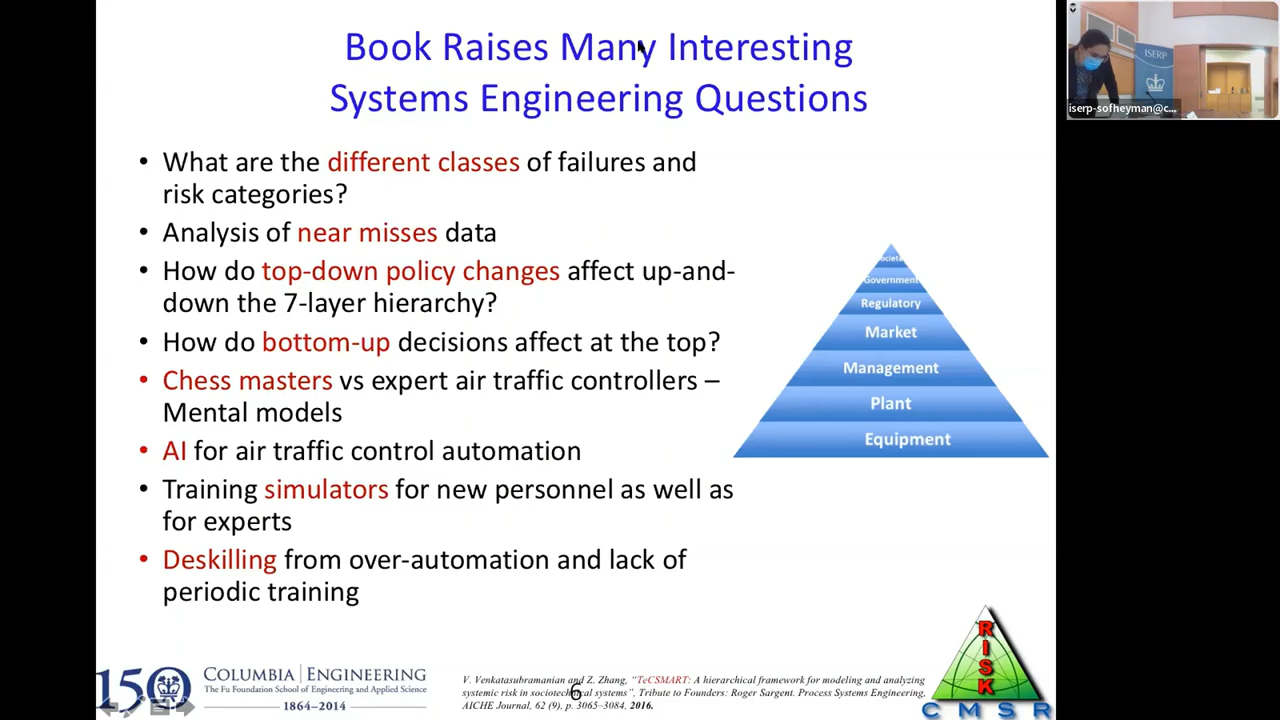 Book Raises Many Interesting
Systems Engineering Questions
• What are the different classes of failures and
risk categories?
• Analysis of near misses data
• How do top-down policy changes affect up-and-
down the 7-layer hierarchy?
• How do bottom-up decisions affect at the top?
• Chess masters vs expert air traffic controllers –
Mental models
• AI for air traffic control automation
• Training simulators for new personnel as well as
for experts
• Deskilling from over-automation and lack of
periodic training
Government
Regulatory
Market
Management
Plant
Equipment
150
COLUMBIA | ENGINEERING
The Fu Foundation School of Engineering and Applied Science
1864–2014
V. Venkatasubramanian and Z. Zhang, “TeCSMART: A hierarchical framework for modeling and analyzing
systemic risk in sociotechnical systems”, Tribute to Founders: Roger Sargent. Process Systems Engineering,
AICHE Journal, 62 (9), p. 3065–3084, 2016.
6
RISK
CMSR
ISERP
iserp-sofheyman@c...